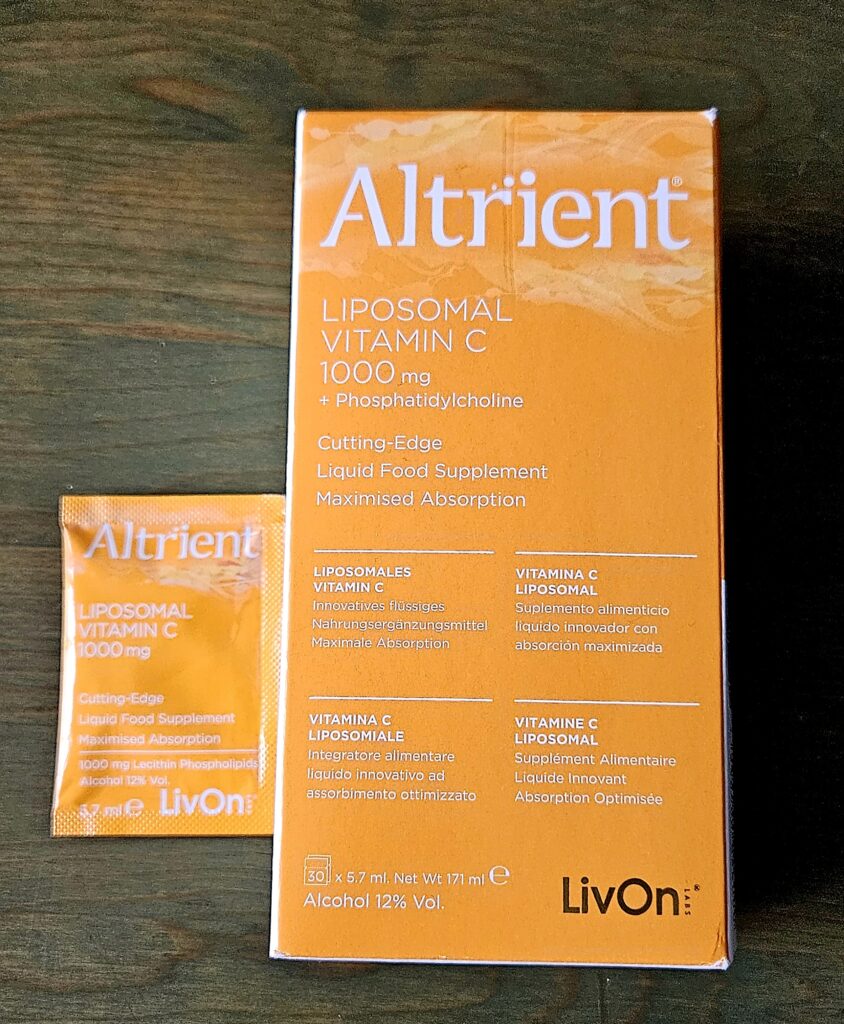 Altrient®
LIPOSOMAL
VITAMIN C
1000 mg
+ Phosphatidylcholine
Cutting-Edge
Liquid Food Supplement
Maximised Absorption
LIPOSOMALES
VITAMIN C
Innovatives flüssiges
Nahrungsergänzungsmittel
Maximale Absorption
VITAMINA C
LIPOSOMAL
Suplemento alimenticio
líquido innovador con
absorción maximizada
VITAMINA C
LIPOSOMIALE
Integratore alimentare
liquido innovativo ad
assorbimento ottimizzato
VITAMINE C
LIPOSOMAL
Supplément Alimentaire
Liquide Innovant
Absorption Optimisée
30 x 5.7 ml. Net Wt 171 ml ℮
Alcohol 12% Vol.
LivOn LABS®
Altrient
LIPOSOMAL
VITAMIN C
1000 mg
Cutting-Edge
Liquid Food Supplement
Maximised Absorption
1000 mg Lecithin Phospholipids
Alcohol 12% Vol.
5.7 ml ℮ LivOn